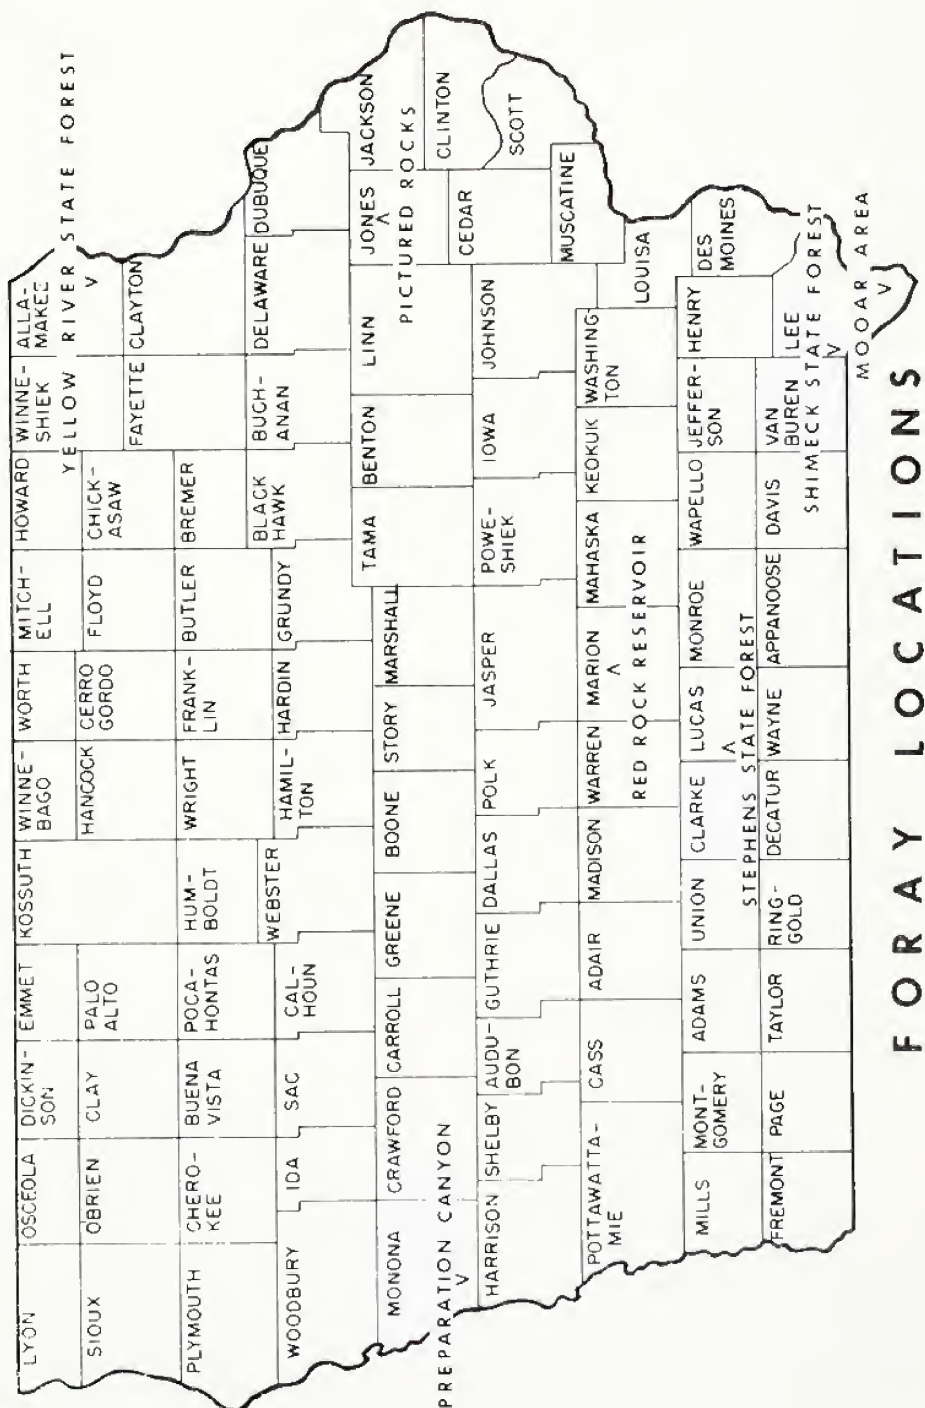 LYON
OSCEOLA
DICKIN-
SON
EMMET
KOSSUTH
WINNE-
BAGO
WORTH
MITCH-
ELL
HOWARD
WINNE-
SHIEK
ALLA-
MAKEE
YELLOW RIVER STATE FOREST
V
SIOUX
OBRIEN
CLAY
PALO
ALTO
HANCOCK
CERRO
GORDO
FLOYD
CHICK-
ASAW
FAYETTE
CLAYTON
PLYMOUTH
CHERO-
KEE
BUENA
VISTA
POCA-
HONTAS
HUM-
BOLDT
WRIGHT
FRANK-
LIN
BUTLER
BREMER
WOODBURY
IDA
SAC
CAL-
HOUN
WEBSTER
HAMIL-
TON
HARDIN
GRUNDY
BLACK
HAWK
BUCH-
ANAN
DELAWARE
DUBUQUE
MONONA
CRAWFORD
CARROLL
GREENE
BOONE
STORY
MARSHALL
TAMA
BENTON
LINN
JONES
JACKSON
Λ
PICTURED ROCKS
PREPARATION CANYON
V
HARRISON
SHELBY
AUDU-
BON
GUTHRIE
DALLAS
POLK
JASPER
POWE-
SHIEK
IOWA
JOHNSON
CEDAR
CLINTON
SCOTT
POTTAWATTA-
MIE
CASS
ADAIR
MADISON
WARREN
MARION
MAHASKA
KEOKUK
WASHING-
TON
MUSCATINE
LOUISA
Λ
RED ROCK RESERVOIR
MILLS
MONT-
GOMERY
ADAMS
UNION
CLARKE
LUCAS
MONROE
WAPELLO
JEFFER-
SON
HENRY
DES
MOINES
Λ
STEPHENS STATE FOREST
FREMONT
PAGE
TAYLOR
RING-
GOLD
DECATUR
WAYNE
APPANOOSE
DAVIS
VAN
BUREN
LEE
SHIMECK STATE FOREST
V
MOOAR AREA
V
FORAY LOCATIONS